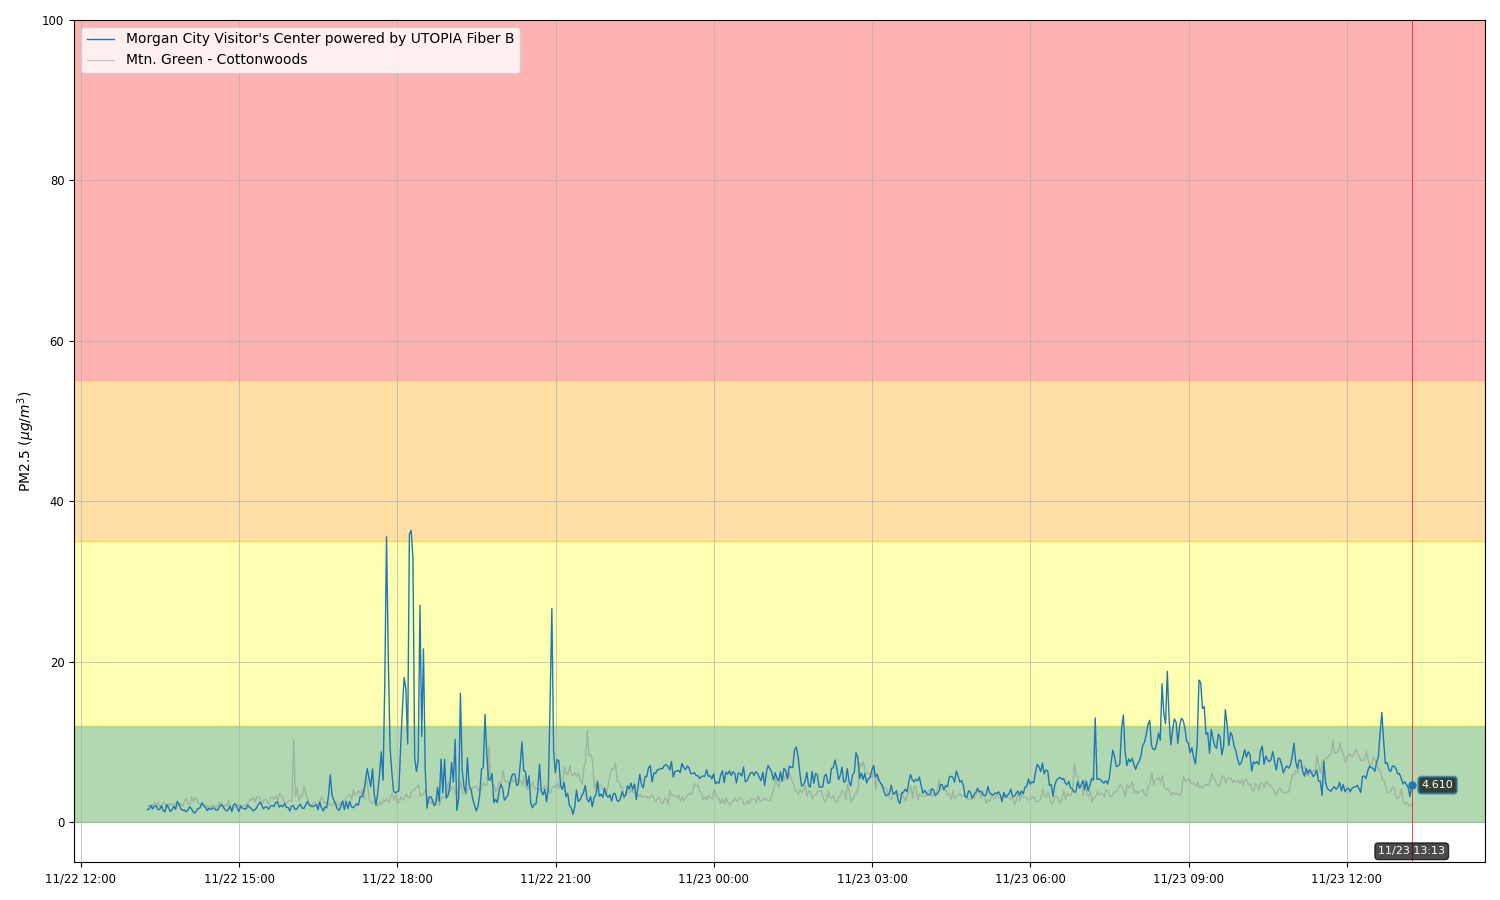 100
Morgan City Visitor's Center powered by UTOPIA Fiber B
Mtn. Green - Cottonwoods
80
60
PM2.5 (μg/m³)
40
20
4.610
0
11/23 13:13
11/22 12:00 11/22 15:00 11/22 18:00 11/22 21:00 11/23 00:00 11/23 03:00 11/23 06:00 11/23 09:00 11/23 12:00